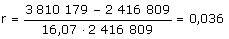 r = (3 810 179 − 2 416 809) / (16,07 · 2 416 809) = 0,036